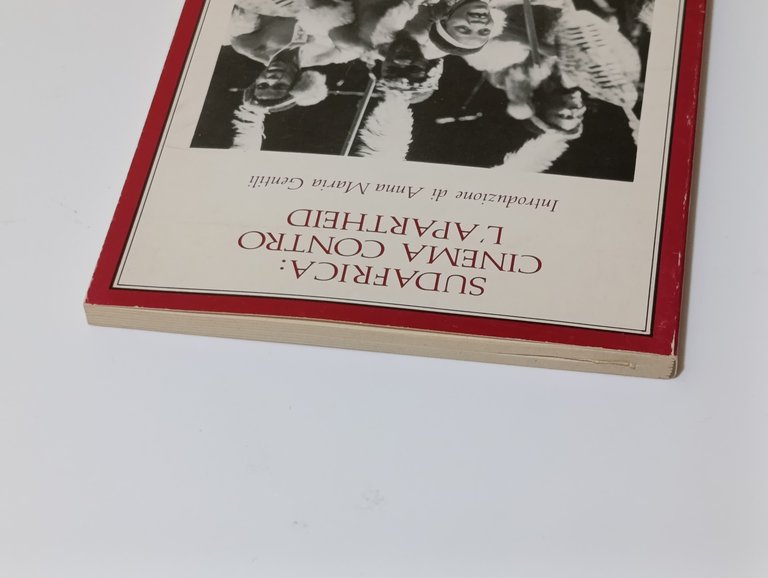 SUDAFRICA:
CINEMA CONTRO
L'APARTHEID
Introduzione di Anna Maria Gentili